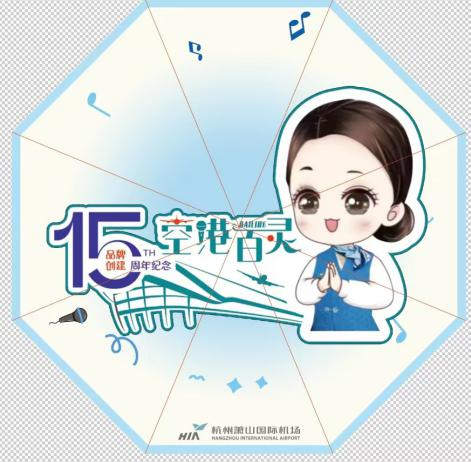 15TH
品牌
创建
周年纪念
空港百灵
BAILING
HIA
杭州萧山国际机场
HANGZHOU INTERNATIONAL AIRPORT